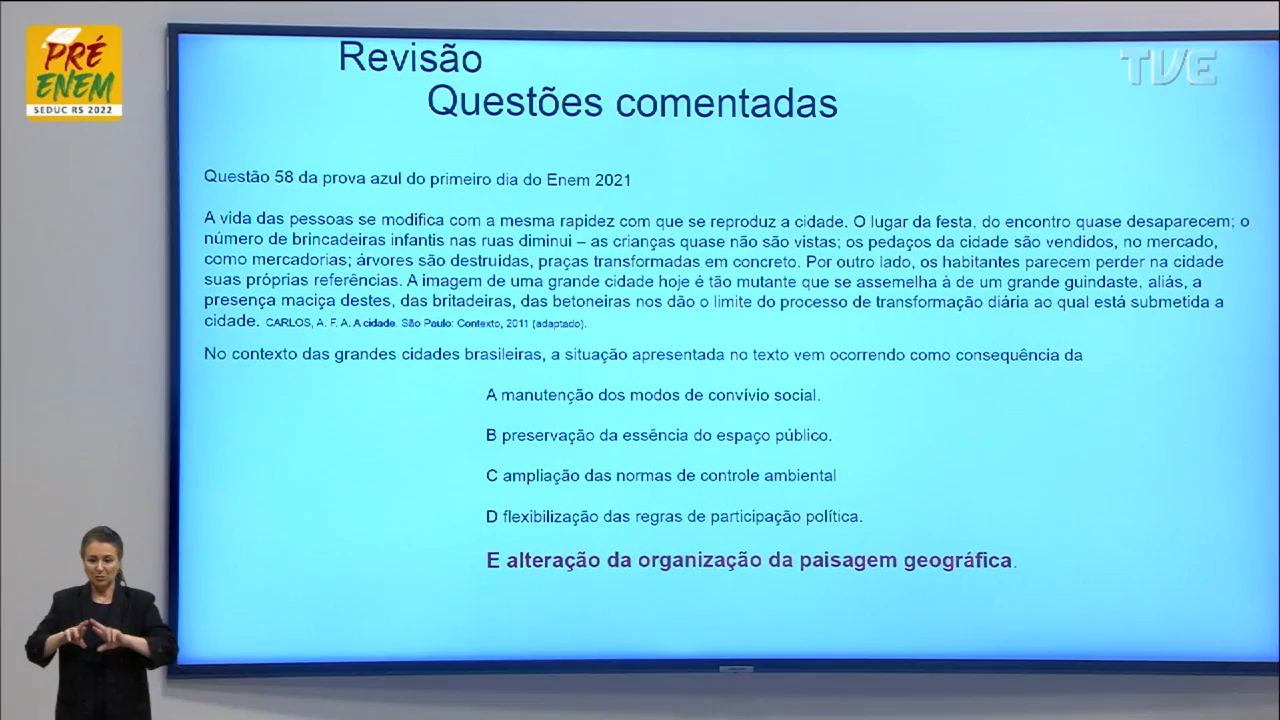 PRÉ
ENEM
SEDUC RS 2022
TVE
Revisão
Questões comentadas
Questão 58 da prova azul do primeiro dia do Enem 2021
A vida das pessoas se modifica com a mesma rapidez com que se reproduz a cidade. O lugar da festa, do encontro quase desaparecem; o
número de brincadeiras infantis nas ruas diminui – as crianças quase não são vistas; os pedaços da cidade são vendidos, no mercado,
como mercadorias; árvores são destruídas, praças transformadas em concreto. Por outro lado, os habitantes parecem perder na cidade
suas próprias referências. A imagem de uma grande cidade hoje é tão mutante que se assemelha à de um grande guindaste, aliás, a
presença maciça destes, das britadeiras, das betoneiras nos dão o limite do processo de transformação diária ao qual está submetida a
cidade. CARLOS, A. F. A. A cidade. São Paulo: Contexto, 2011 (adaptado).
No contexto das grandes cidades brasileiras, a situação apresentada no texto vem ocorrendo como consequência da
A manutenção dos modos de convívio social.
B preservação da essência do espaço público.
C ampliação das normas de controle ambiental
D flexibilização das regras de participação política.
E alteração da organização da paisagem geográfica.